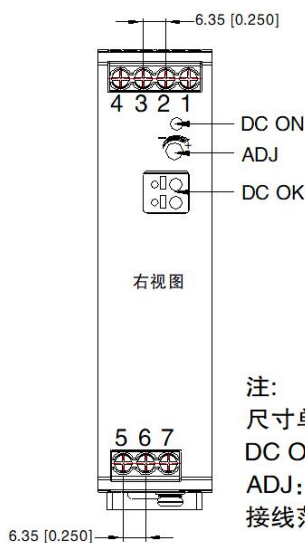 6.35 [0.250]
4 3 2 1
DC ON
- +
ADJ
DC OK
右视图
注:
尺寸单
DC O
ADJ:
5 6 7
接线范
6.35 [0.250]